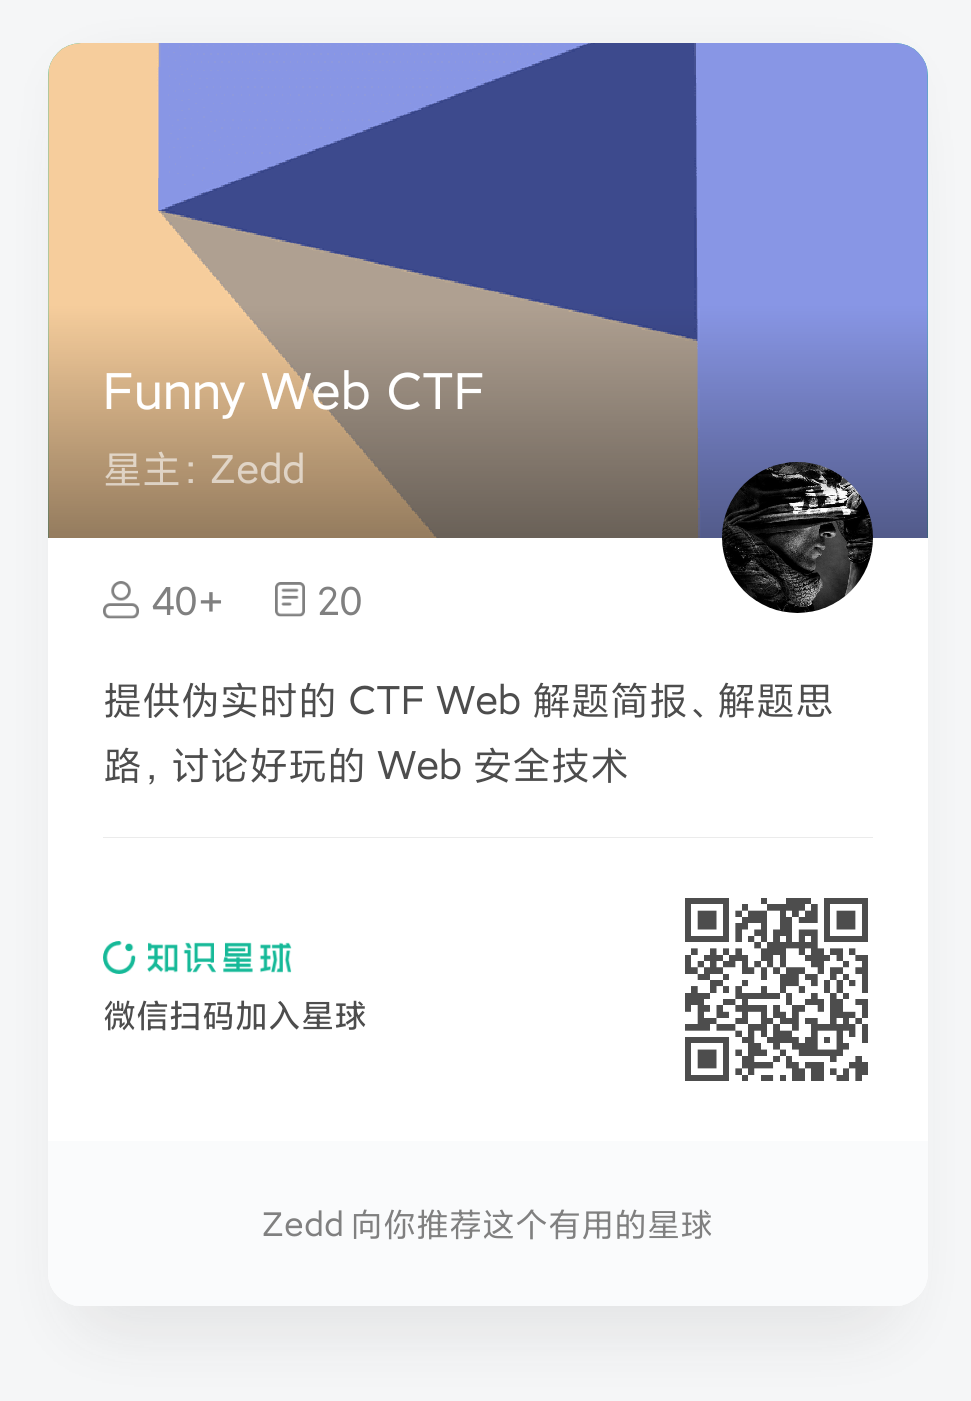 Funny Web CTF
星主：Zedd
40+ 20
提供伪实时的 CTF Web 解题简报、解题思
路，讨论好玩的 Web 安全技术
知识星球
微信扫码加入星球
Zedd 向你推荐这个有用的星球